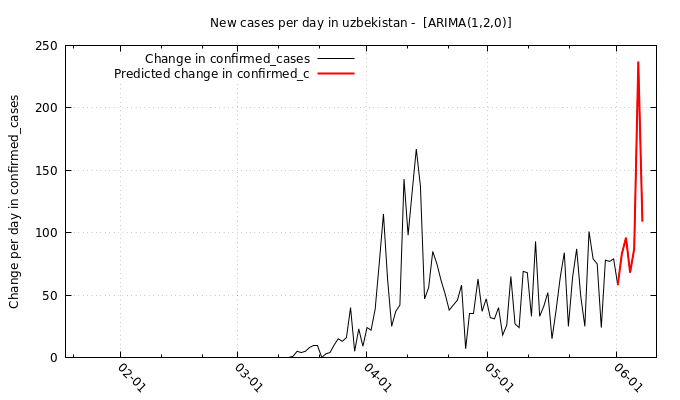 New cases per day in uzbekistan -  [ARIMA(1,2,0)]
Change in confirmed_cases
Predicted change in confirmed_c
Change per day in confirmed_cases
250
200
150
100
50
0
02-01
03-01
04-01
05-01
06-01